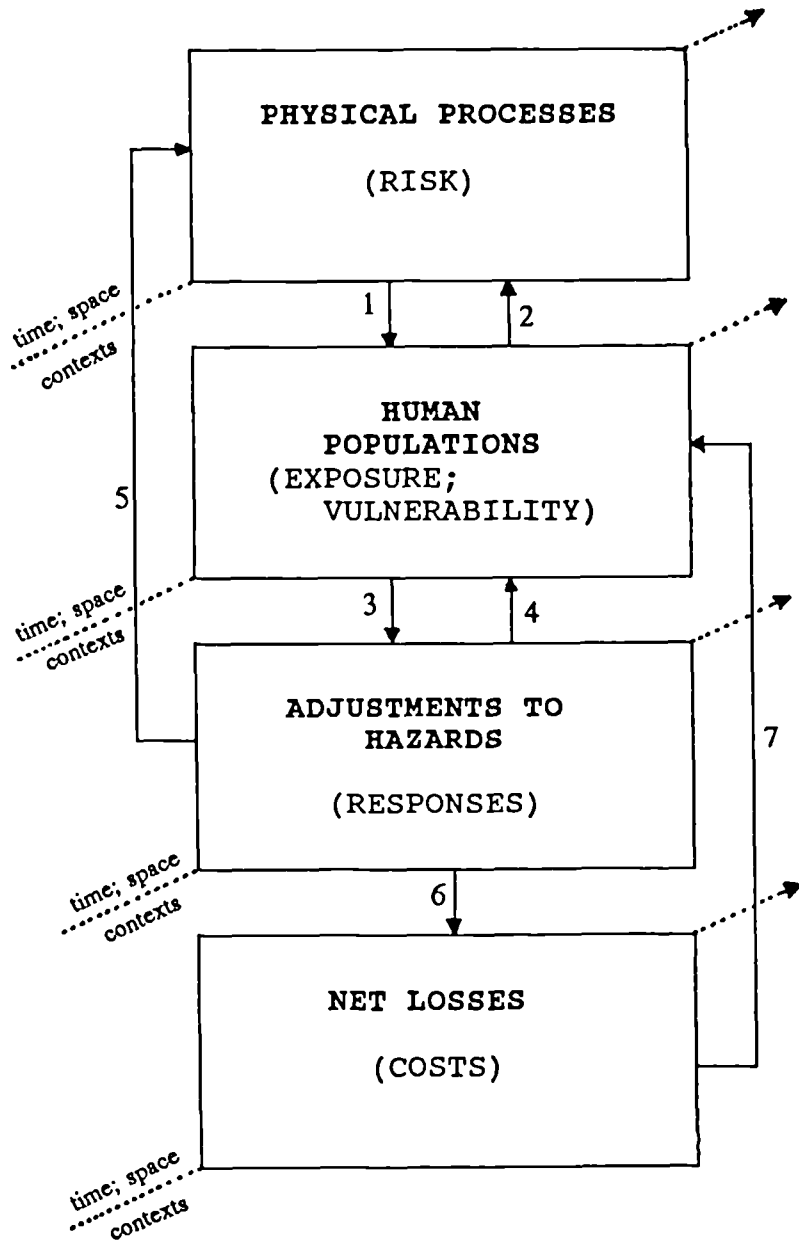 PHYSICAL PROCESSES
(RISK)
time; space
contexts
1
2
HUMAN
POPULATIONS
(EXPOSURE;
VULNERABILITY)
5
time; space
contexts
3
4
ADJUSTMENTS TO
HAZARDS
(RESPONSES)
7
time; space
contexts
6
NET LOSSES
(COSTS)
time; space
contexts